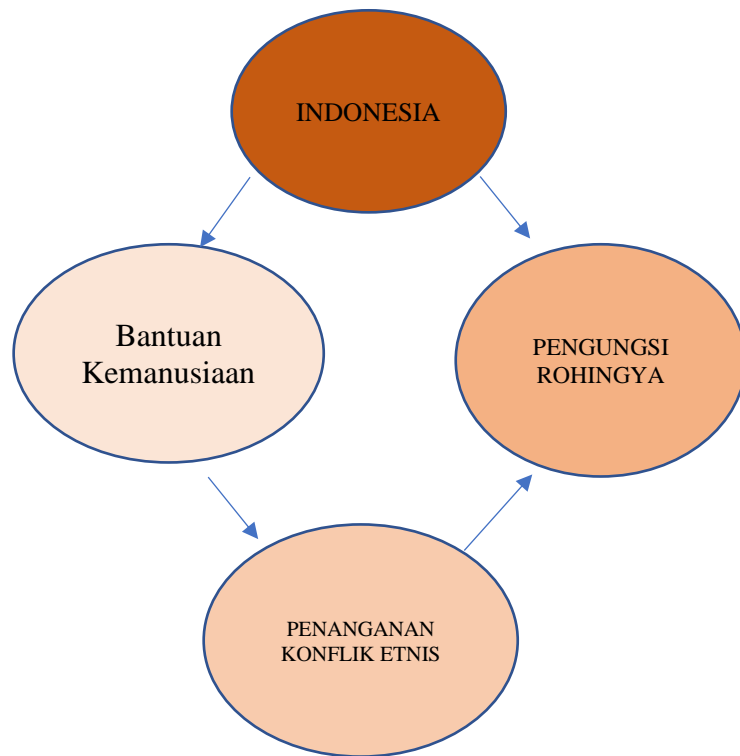 INDONESIA
Bantuan
Kemanusiaan
PENGUNGSI
ROHINGYA
PENANGANAN
KONFLIK ETNIS